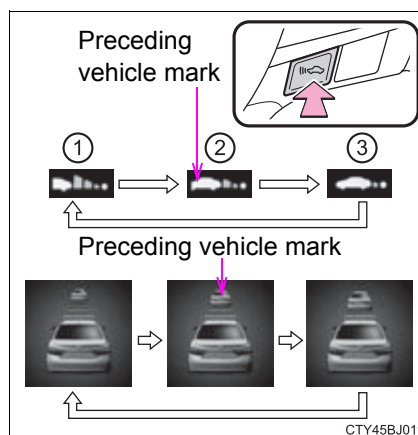 Preceding
vehicle mark
1 2 3
Preceding vehicle mark
CTY45BJ01